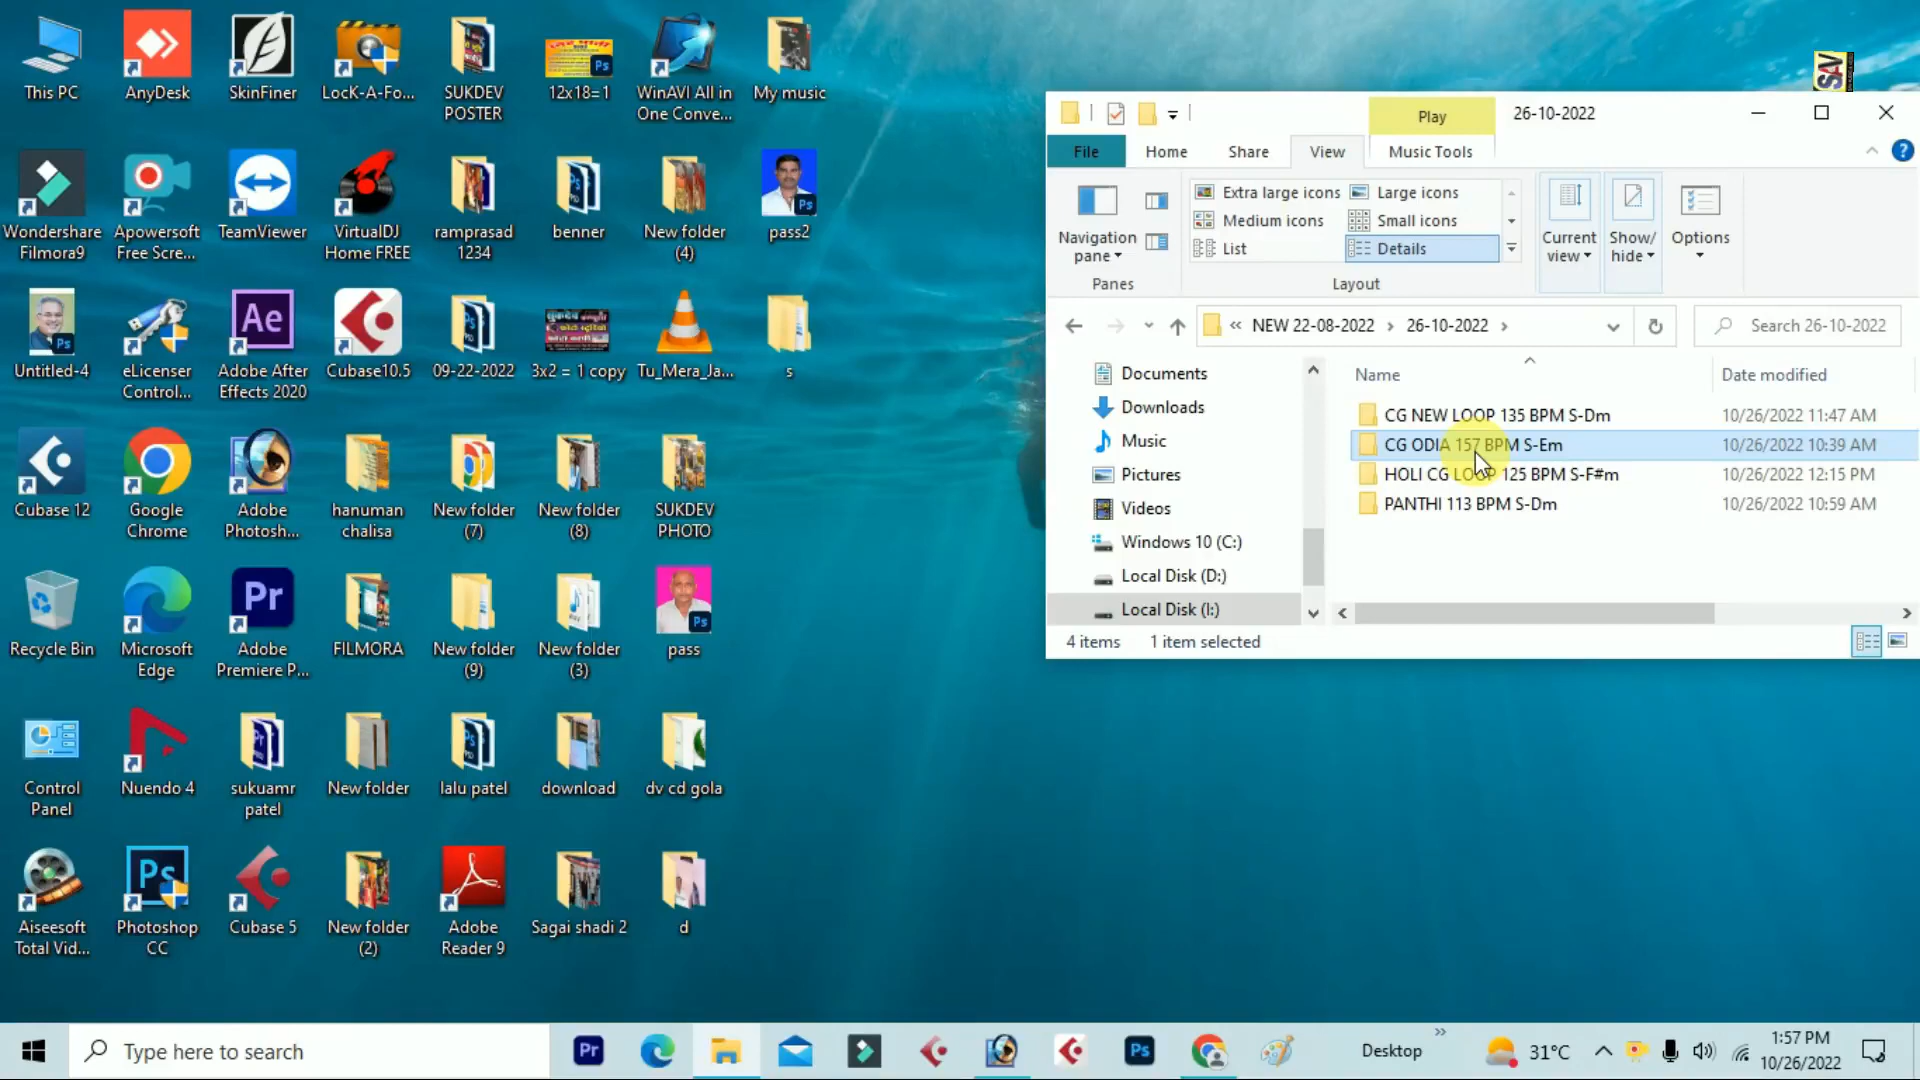 This PC
AnyDesk
SkinFiner
LocK-A-Fo...
SUKDEV
POSTER
12x18=1
WinAVI All in
One Conve...
My music
Wondershare
Filmora9
Apowersoft
Free Scre...
TeamViewer
VirtualDJ
Home FREE
ramprasad
1234
benner
New folder
(4)
pass2
Untitled-4
eLicenser
Control...
Adobe After
Effects 2020
Cubase10.5
09-22-2022
3x2 = 1 copy
Tu_Mera_Ja...
s
Cubase 12
Google
Chrome
Adobe
Photosh...
hanuman
chalisa
New folder
(7)
New folder
(8)
SUKDEV
PHOTO
Recycle Bin
Microsoft
Edge
Adobe
Premiere P...
FILMORA
New folder
(9)
New folder
(3)
pass
Control
Panel
Nuendo 4
sukuamr
patel
New folder
lalu patel
download
dv cd gola
Aiseesoft
Total Vid...
Photoshop
CC
Cubase 5
New folder
(2)
Adobe
Reader 9
Sagai shadi 2
d
SAV
Play
26-10-2022
File
Home
Share
View
Music Tools
Navigation
pane
Extra large icons
Large icons
Medium icons
Small icons
List
Details
Current
view
Show/
hide
Options
Panes
Layout
« NEW 22-08-2022 › 26-10-2022 ›
Search 26-10-2022
Documents
Downloads
Music
Pictures
Videos
Windows 10 (C:)
Local Disk (D:)
Local Disk (I:)
Name
Date modified
CG NEW LOOP 135 BPM S-Dm 10/26/2022 11:47 AM
CG ODIA 157 BPM S-Em 10/26/2022 10:39 AM
HOLI CG LOOP 125 BPM S-F#m 10/26/2022 12:15 PM
PANTHI 113 BPM S-Dm 10/26/2022 10:59 AM
4 items
1 item selected
Type here to search
Desktop
31°C
1:57 PM
10/26/2022